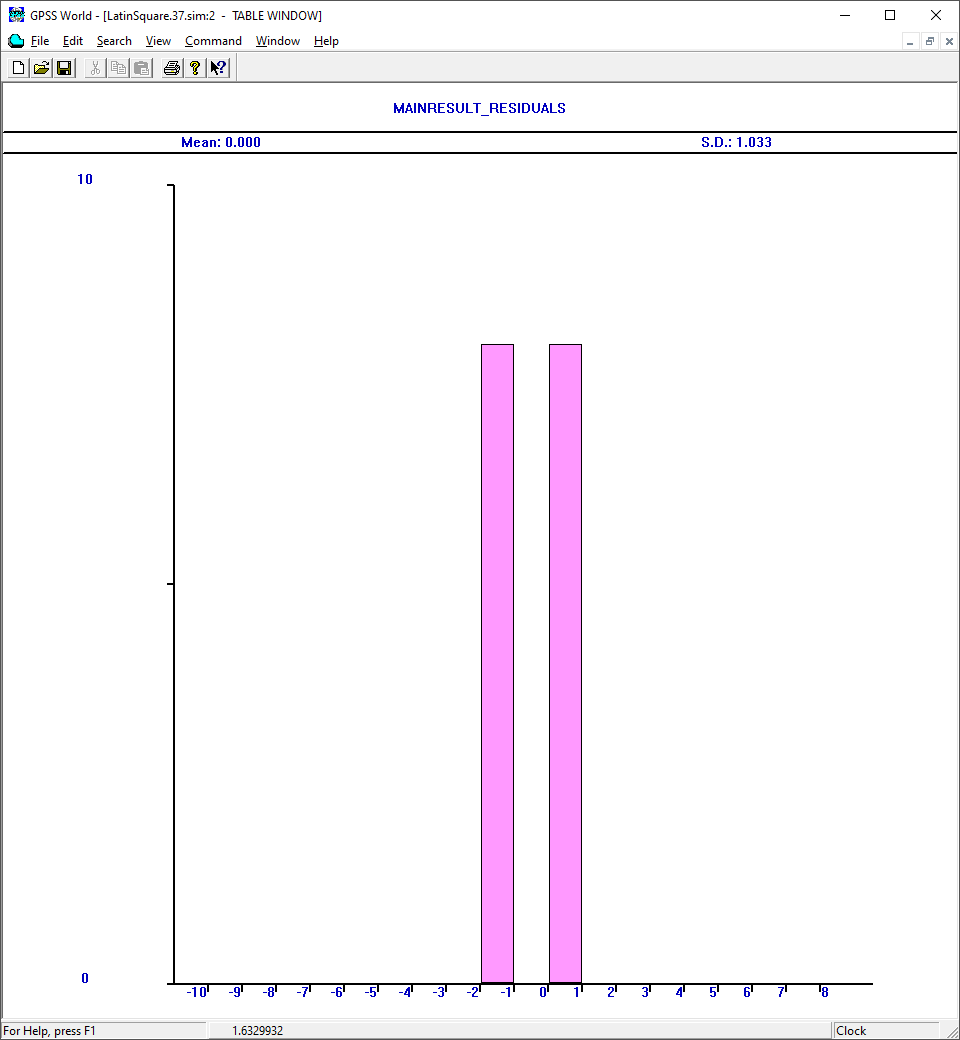 GPSS World - [LatinSquare.37.sim:2 - TABLE WINDOW]
File Edit Search View Command Window Help
MAINRESULT_RESIDUALS
Mean: 0.000 S.D.: 1.033
10
0
-10 -9 -8 -7 -6 -5 -4 -3 -2 -1 0 1 2 3 4 5 6 7 8
For Help, press F1 1.6329932 Clock